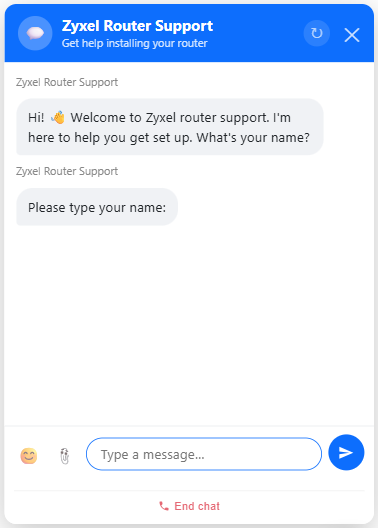 Zyxel Router Support
Get help installing your router
Zyxel Router Support
Hi! 👋 Welcome to Zyxel router support. I'm
here to help you get set up. What's your name?
Zyxel Router Support
Please type your name:
Type a message...
End chat